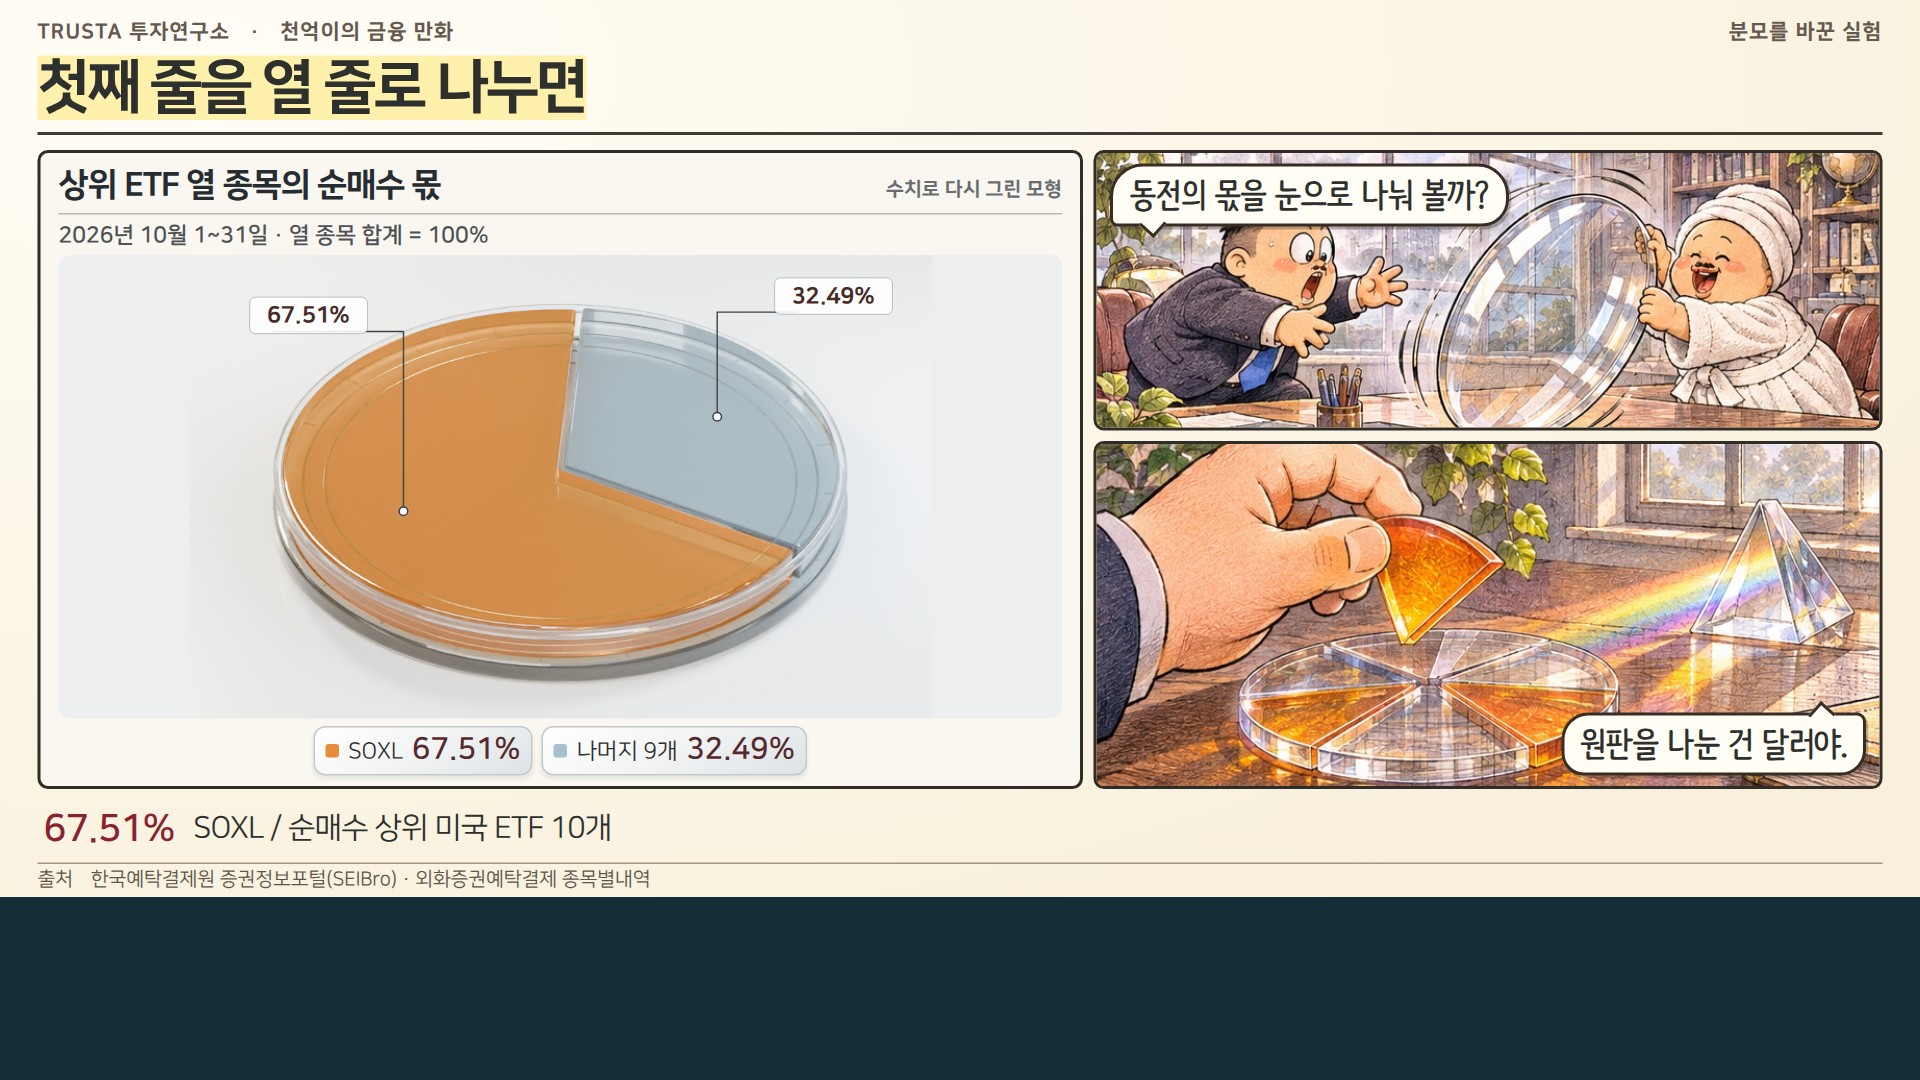 TRUSTA 투자연구소 · 천억이의 금융 만화
분모를 바꾼 실험
첫째 줄을 열 줄로 나누면
상위 ETF 열 종목의 순매수 몫
수치로 다시 그린 모형
2026년 10월 1~31일 · 열 종목 합계 = 100%
67.51%
32.49%
SOXL 67.51%
나머지 9개 32.49%
동전의 몫을 눈으로 나눠 볼까?
원판을 나눈 건 달러야.
67.51% SOXL / 순매수 상위 미국 ETF 10개
출처 한국예탁결제원 증권정보포털(SEIBro) · 외화증권예탁결제 종목별내역